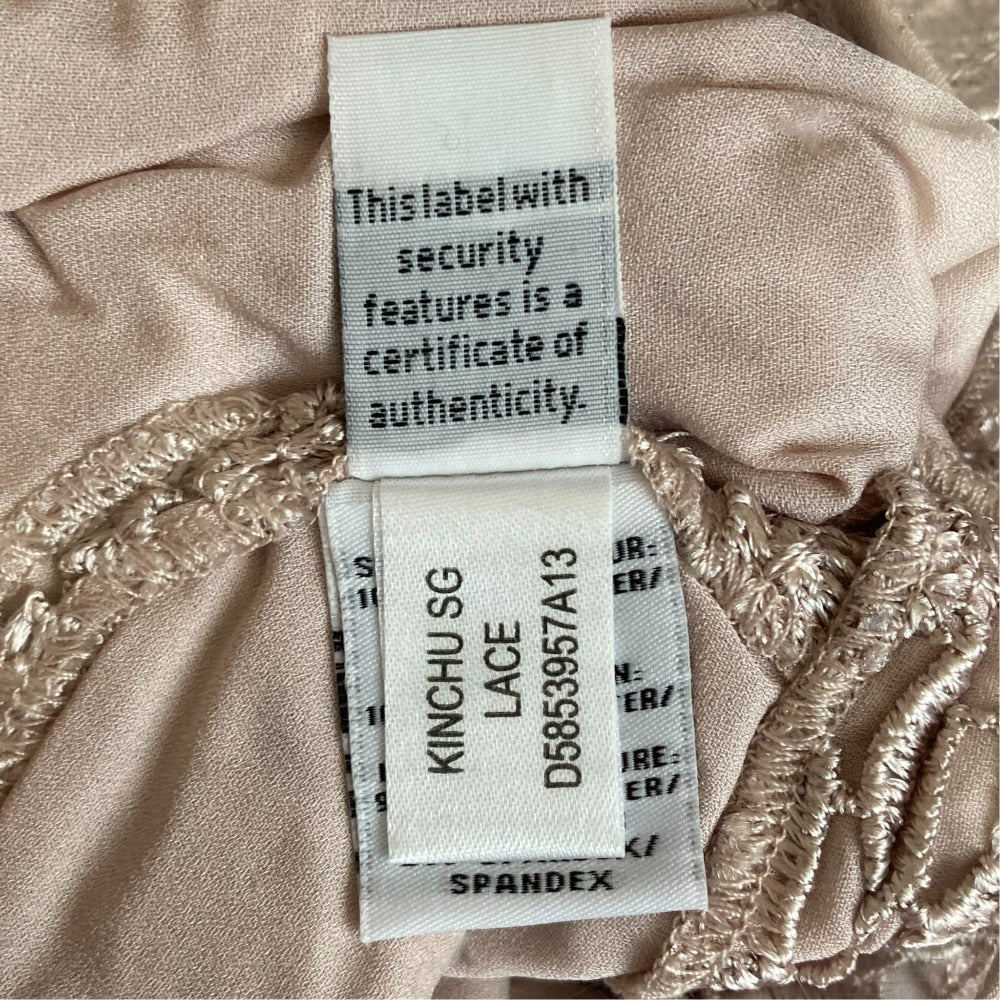 This label with
security
features is a
certificate of
authenticity.
KINCHU SG
LACE
D5853957A13
SPANDEX